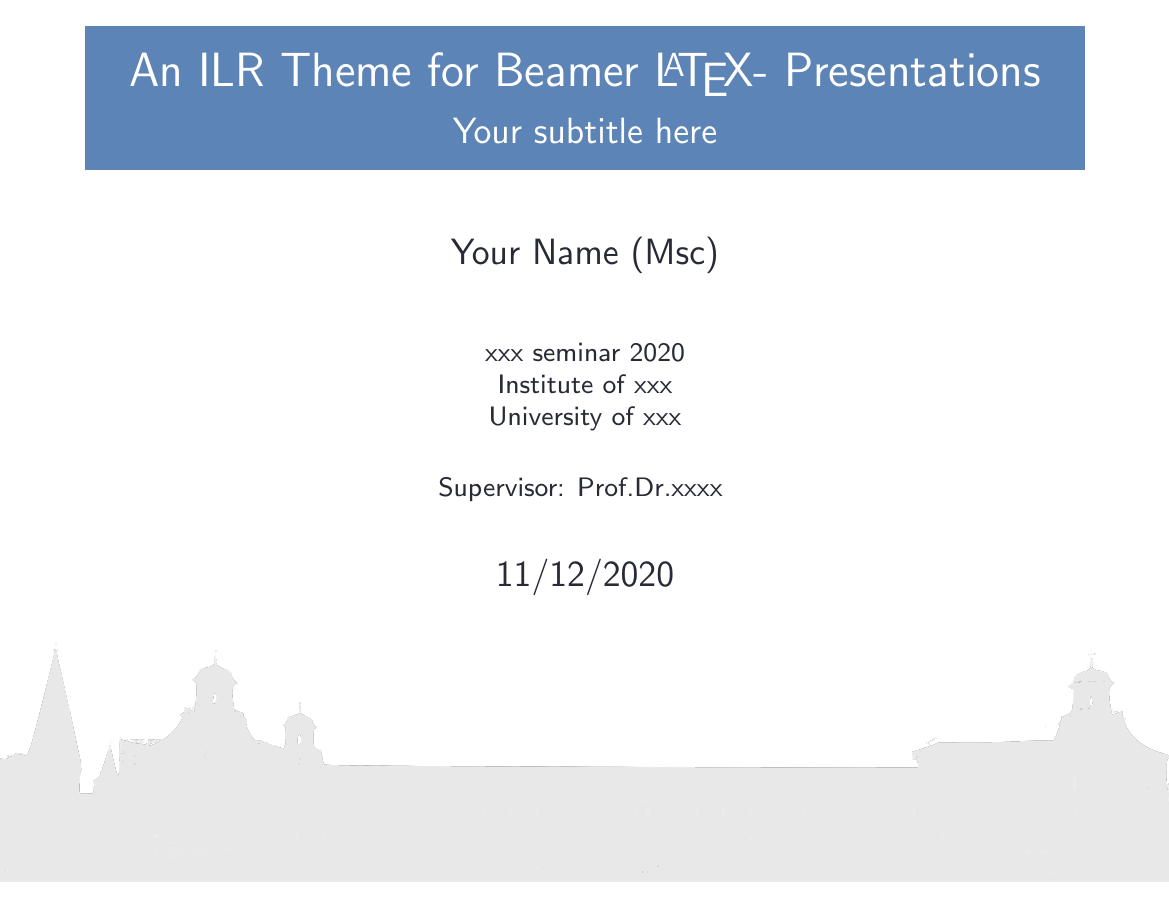 An ILR Theme for Beamer LATEX- Presentations
Your subtitle here
Your Name (Msc)
xxx seminar 2020
Institute of xxx
University of xxx
Supervisor: Prof.Dr.xxxx
11/12/2020